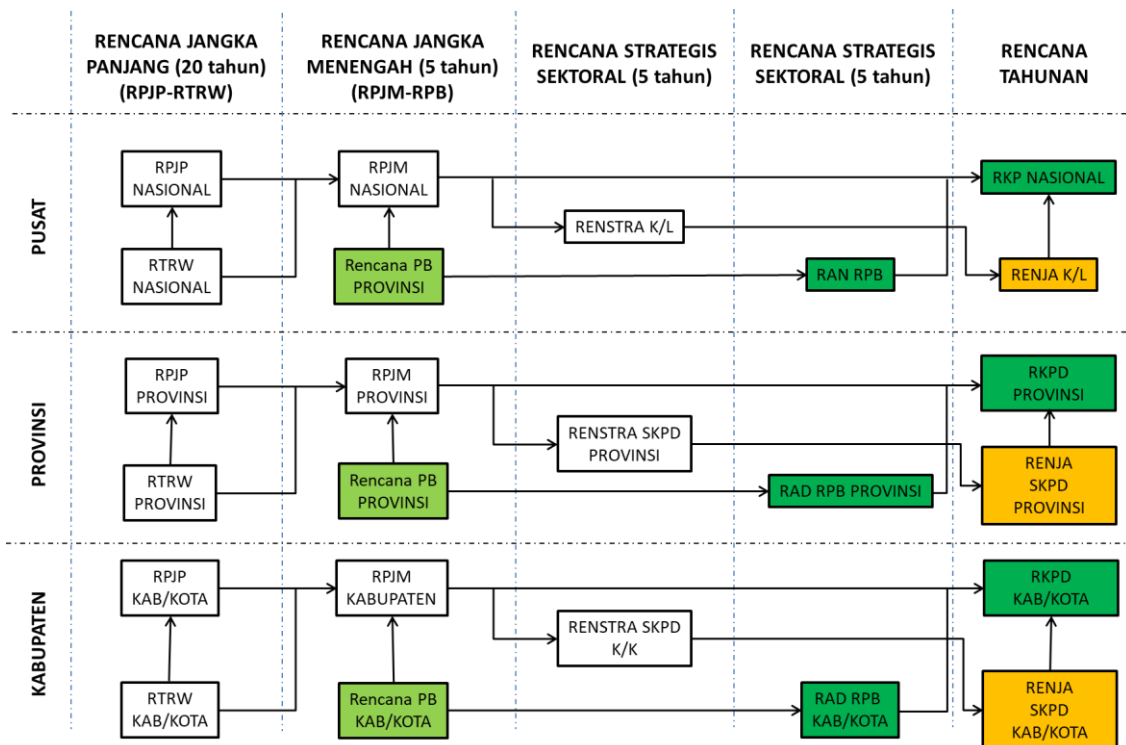 RENCANA JANGKA
PANJANG (20 tahun)
(RPJP-RTRW)
RENCANA JANGKA
MENENGAH (5 tahun)
(RPJM-RPB)
RENCANA STRATEGIS
SEKTORAL (5 tahun)
RENCANA STRATEGIS
SEKTORAL (5 tahun)
RENCANA
TAHUNAN
PUSAT
RPJP
NASIONAL
RPJM
NASIONAL
RKP NASIONAL
RENSTRA K/L
RTRW
NASIONAL
Rencana PB
PROVINSI
RAN RPB
RENJA K/L
PROVINSI
RPJP
PROVINSI
RPJM
PROVINSI
RKPD
PROVINSI
RENSTRA SKPD
PROVINSI
RTRW
PROVINSI
Rencana PB
PROVINSI
RAD RPB PROVINSI
RENJA
SKPD
PROVINSI
KABUPATEN
RPJP
KAB/KOTA
RPJM
KABUPATEN
RKPD
KAB/KOTA
RENSTRA SKPD
K/K
RTRW
KAB/KOTA
Rencana PB
KAB/KOTA
RAD RPB
KAB/KOTA
RENJA
SKPD
KAB/KOTA